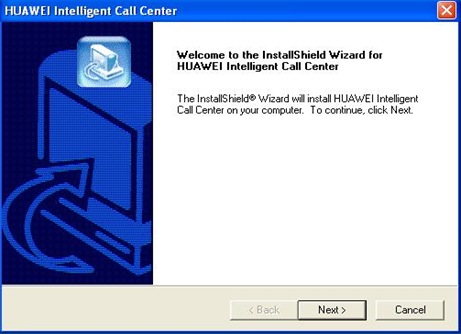 HUAWEI Intelligent Call Center
Welcome to the InstallShield Wizard for
HUAWEI Intelligent Call Center
The InstallShield® Wizard will install HUAWEI Intelligent
Call Center on your computer. To continue, click Next.
< Back
Next >
Cancel